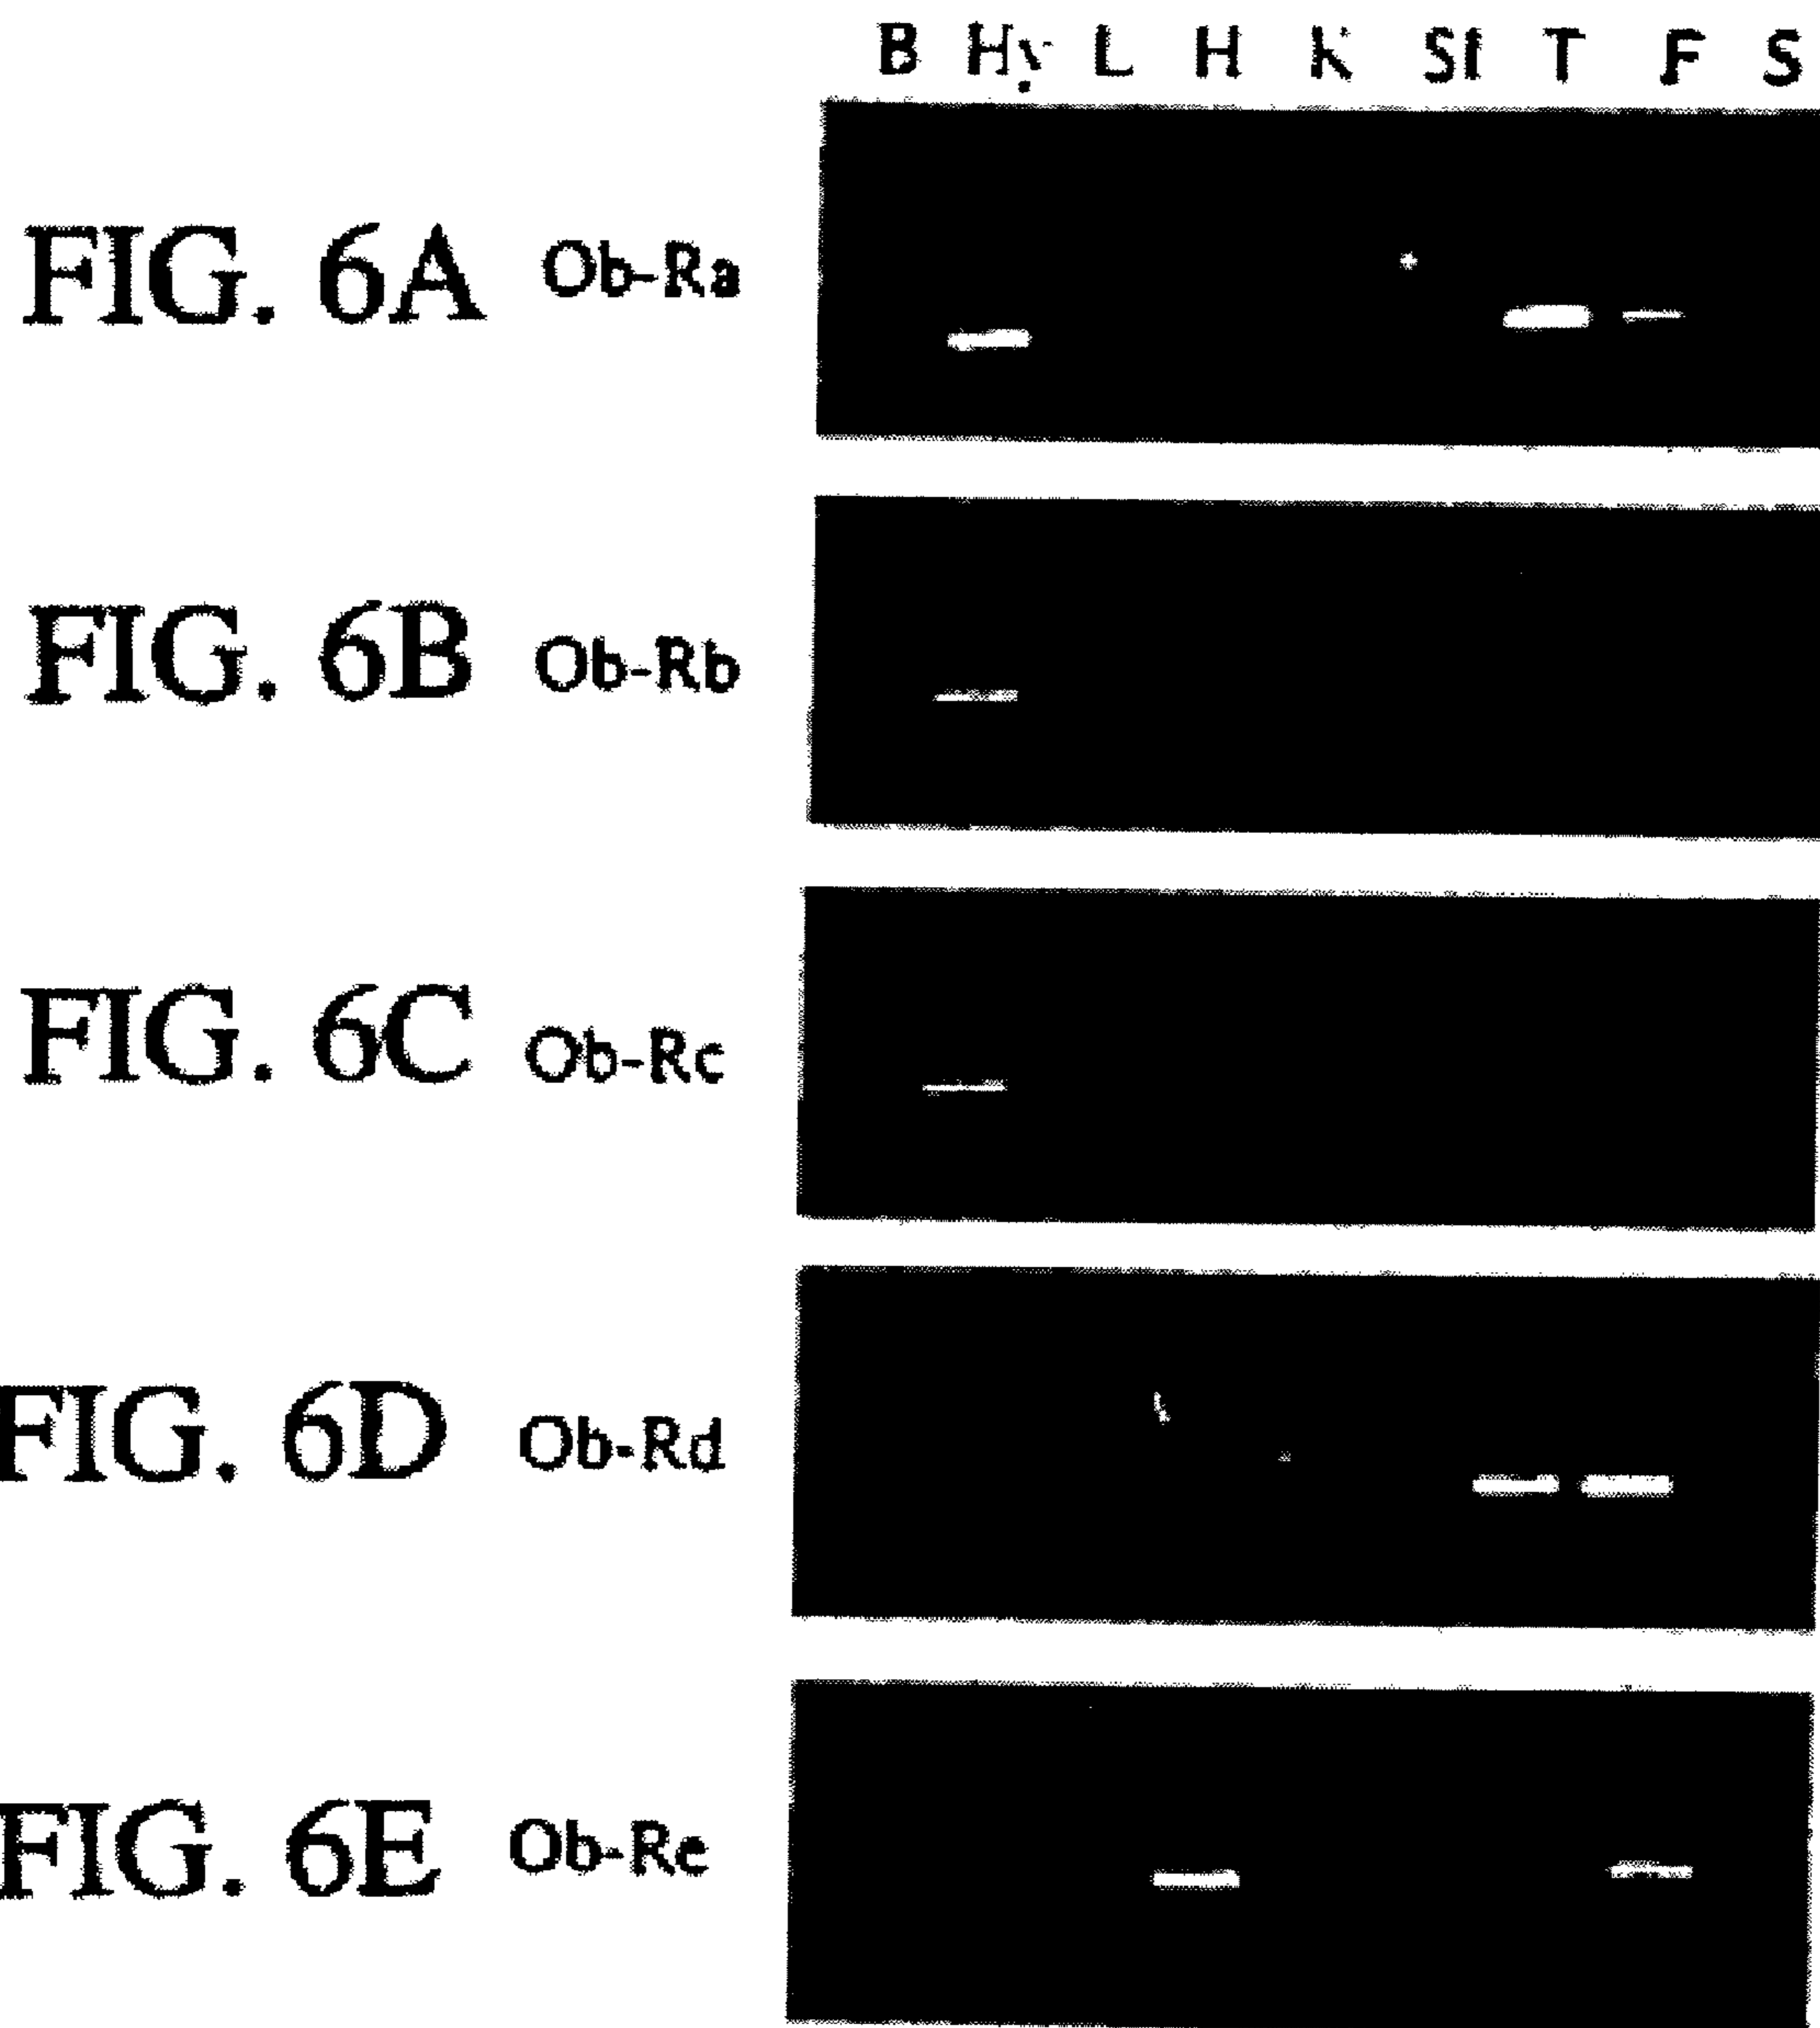 B Hy L H K St T F S
FIG. 6A Ob-Ra
FIG. 6B Ob-Rb
FIG. 6C Ob-Rc
FIG. 6D Ob-Rd
FIG. 6E Ob-Re